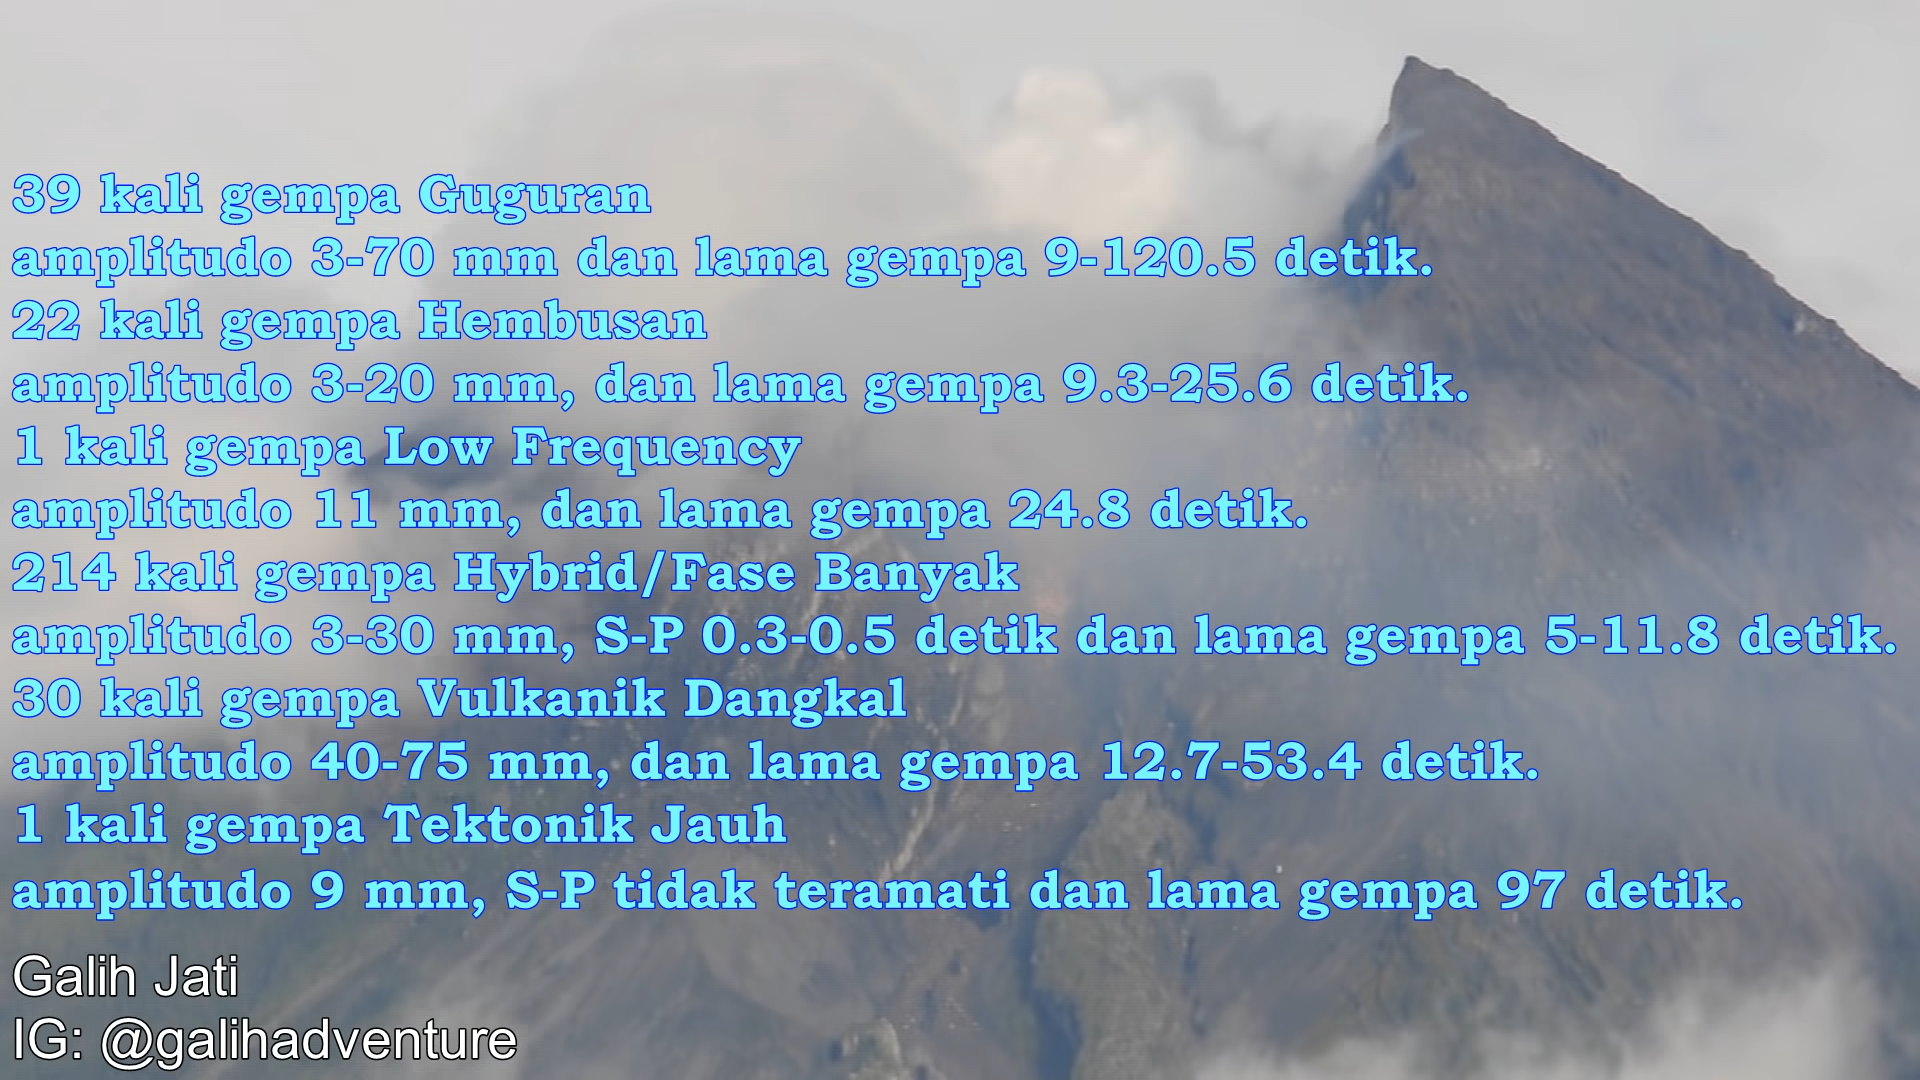 39 kali gempa Guguran
amplitudo 3-70 mm dan lama gempa 9-120.5 detik.
22 kali gempa Hembusan
amplitudo 3-20 mm, dan lama gempa 9.3-25.6 detik.
1 kali gempa Low Frequency
amplitudo 11 mm, dan lama gempa 24.8 detik.
214 kali gempa Hybrid/Fase Banyak
amplitudo 3-30 mm, S-P 0.3-0.5 detik dan lama gempa 5-11.8 detik.
30 kali gempa Vulkanik Dangkal
amplitudo 40-75 mm, dan lama gempa 12.7-53.4 detik.
1 kali gempa Tektonik Jauh
amplitudo 9 mm, S-P tidak teramati dan lama gempa 97 detik.
Galih Jati
IG: @galihadventure